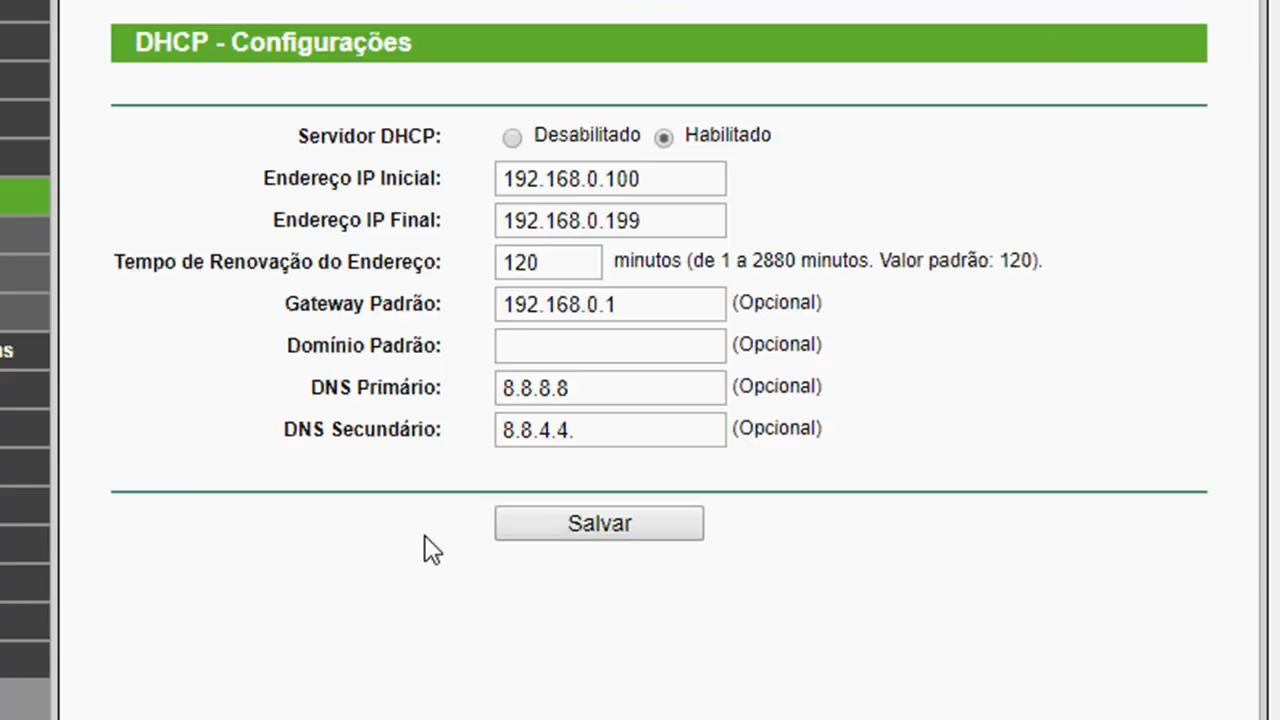 DHCP - Configurações
Servidor DHCP: Desabilitado Habilitado
Endereço IP Inicial: 192.168.0.100
Endereço IP Final: 192.168.0.199
Tempo de Renovação do Endereço: 120 minutos (de 1 a 2880 minutos. Valor padrão: 120).
Gateway Padrão: 192.168.0.1 (Opcional)
Domínio Padrão: (Opcional)
DNS Primário: 8.8.8.8 (Opcional)
DNS Secundário: 8.8.4.4. (Opcional)
Salvar